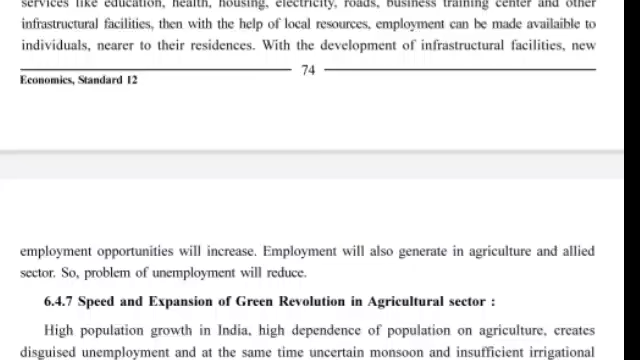 services like education, health, housing, electricity, roads, business training center and other
infrastructural facilities, then with the help of local resources, employment can be made availaible to
individuals, nearer to their residences. With the development of infrastructural facilities, new
74
Economics, Standard 12
employment opportunities will increase. Employment will also generate in agriculture and allied
sector. So, problem of unemployment will reduce.
6.4.7 Speed and Expansion of Green Revolution in Agricultural sector :
High population growth in India, high dependence of population on agriculture, creates
disguised unemployment and at the same time uncertain monsoon and insufficient irrigational